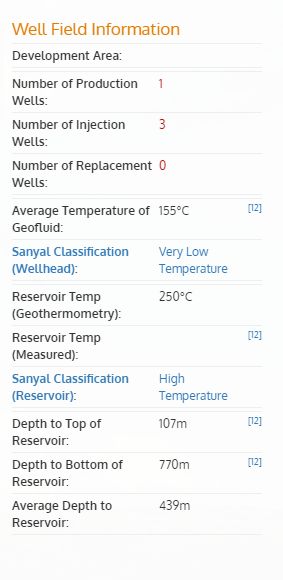 Well Field Information
Development Area:
Number of Production 1
Wells:
Number of Injection 3
Wells:
Number of Replacement 0
Wells:
Average Temperature of 155°C [12]
Geofluid:
Sanyal Classification Very Low
(Wellhead): Temperature
Reservoir Temp 250°C
(Geothermometry):
Reservoir Temp [12]
(Measured):
Sanyal Classification High
(Reservoir): Temperature
Depth to Top of 107m [12]
Reservoir:
Depth to Bottom of 770m [12]
Reservoir:
Average Depth to 439m
Reservoir: